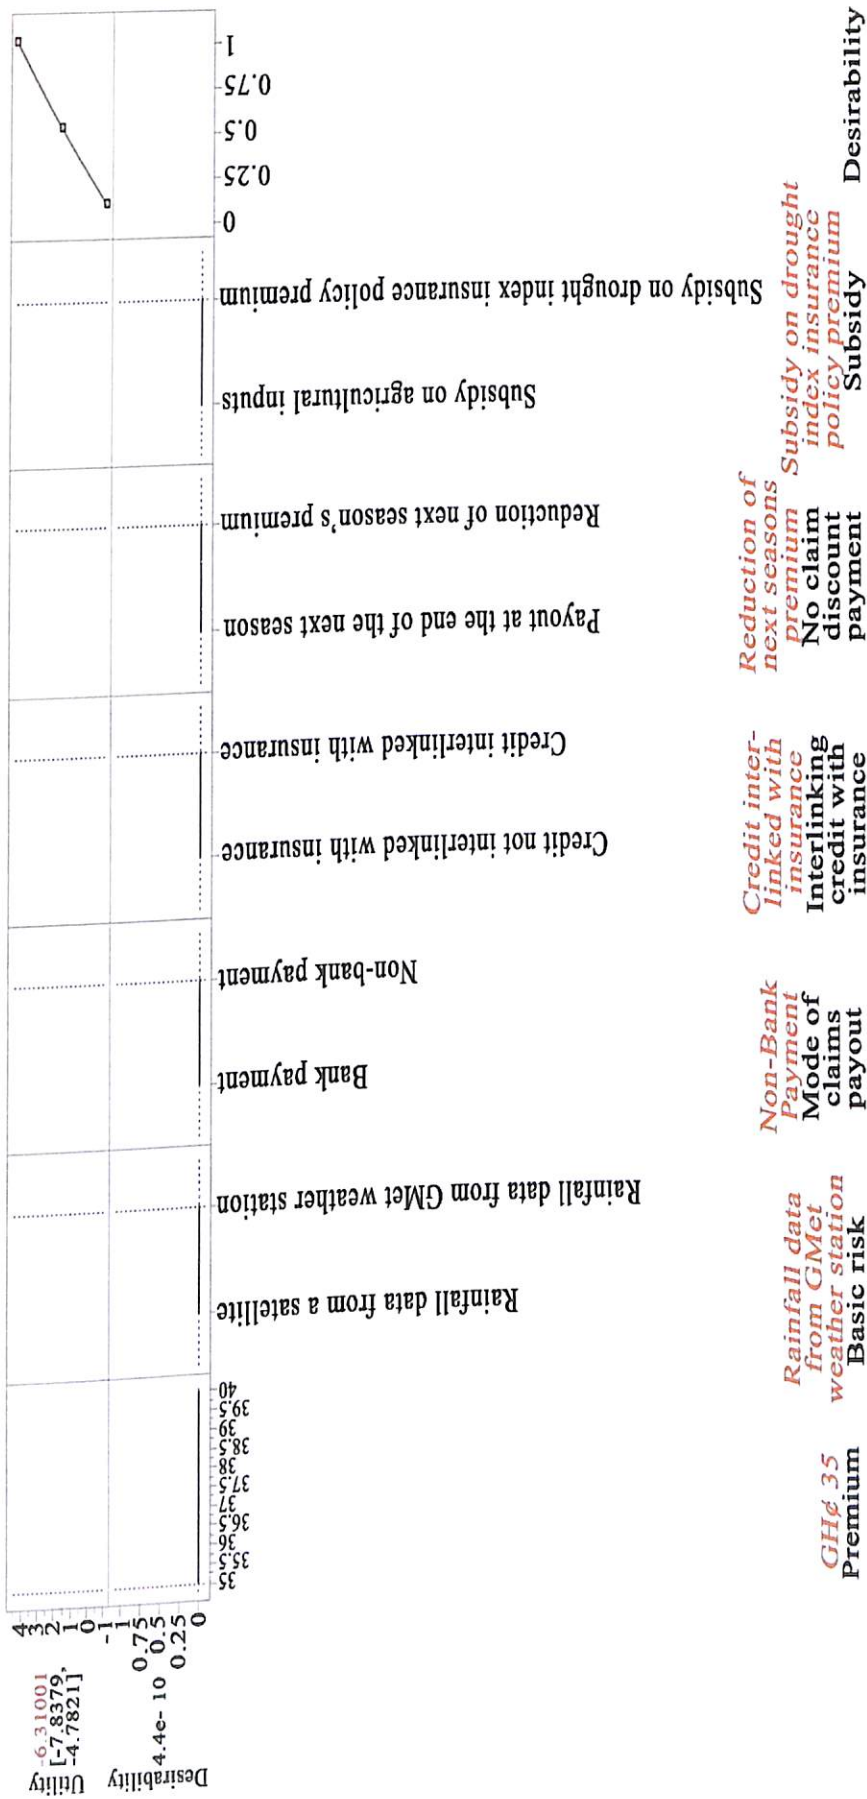 Utility
-6.31001
[-7.8379,
-4.7821],
4
3
2
1
0
-1
Desirability
4.4e- 10
1
0.75
0.5
0.25
0
35
35.5
36
36.5
37
37.5
38
38.5
39
39.5
40
Rainfall data from a satellite
Rainfall data from GMet weather station
Bank payment
Non-bank payment
Credit not interlinked with insurance
Credit interlinked with insurance
Payout at the end of the next season
Reduction of next season's premium
Subsidy on agricultural inputs
Subsidy on drought index insurance policy premium
0
0.25
0.5
0.75
1
GH¢ 35
Premium
Rainfall data
from GMet
weather station
Basic risk
Non-Bank
Payment
Mode of
claims
payout
Credit inter-
linked with
insurance
Interlinking
credit with
insurance
Reduction of
next seasons
premium
No claim
discount
payment
Subsidy on drought
index insurance
policy premium
Subsidy
Desirability